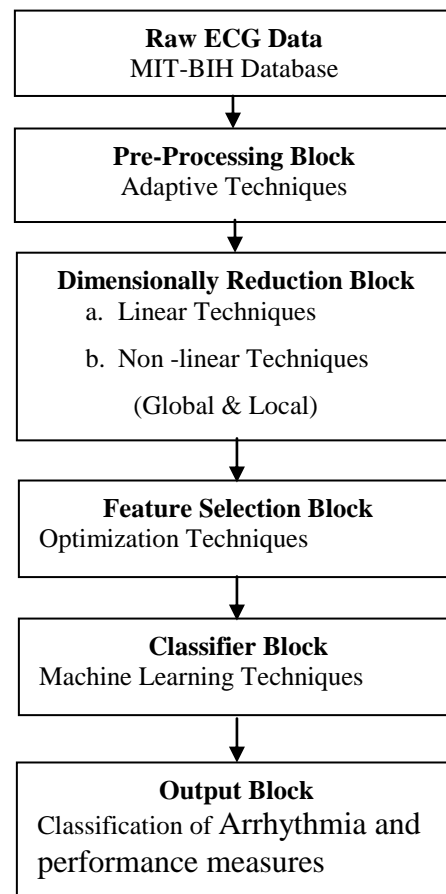 Raw ECG Data
MIT-BIH Database
Pre-Processing Block
Adaptive Techniques
Dimensionally Reduction Block
a. Linear Techniques
b. Non -linear Techniques
(Global & Local)
Feature Selection Block
Optimization Techniques
Classifier Block
Machine Learning Techniques
Output Block
Classification of Arrhythmia and
performance measures